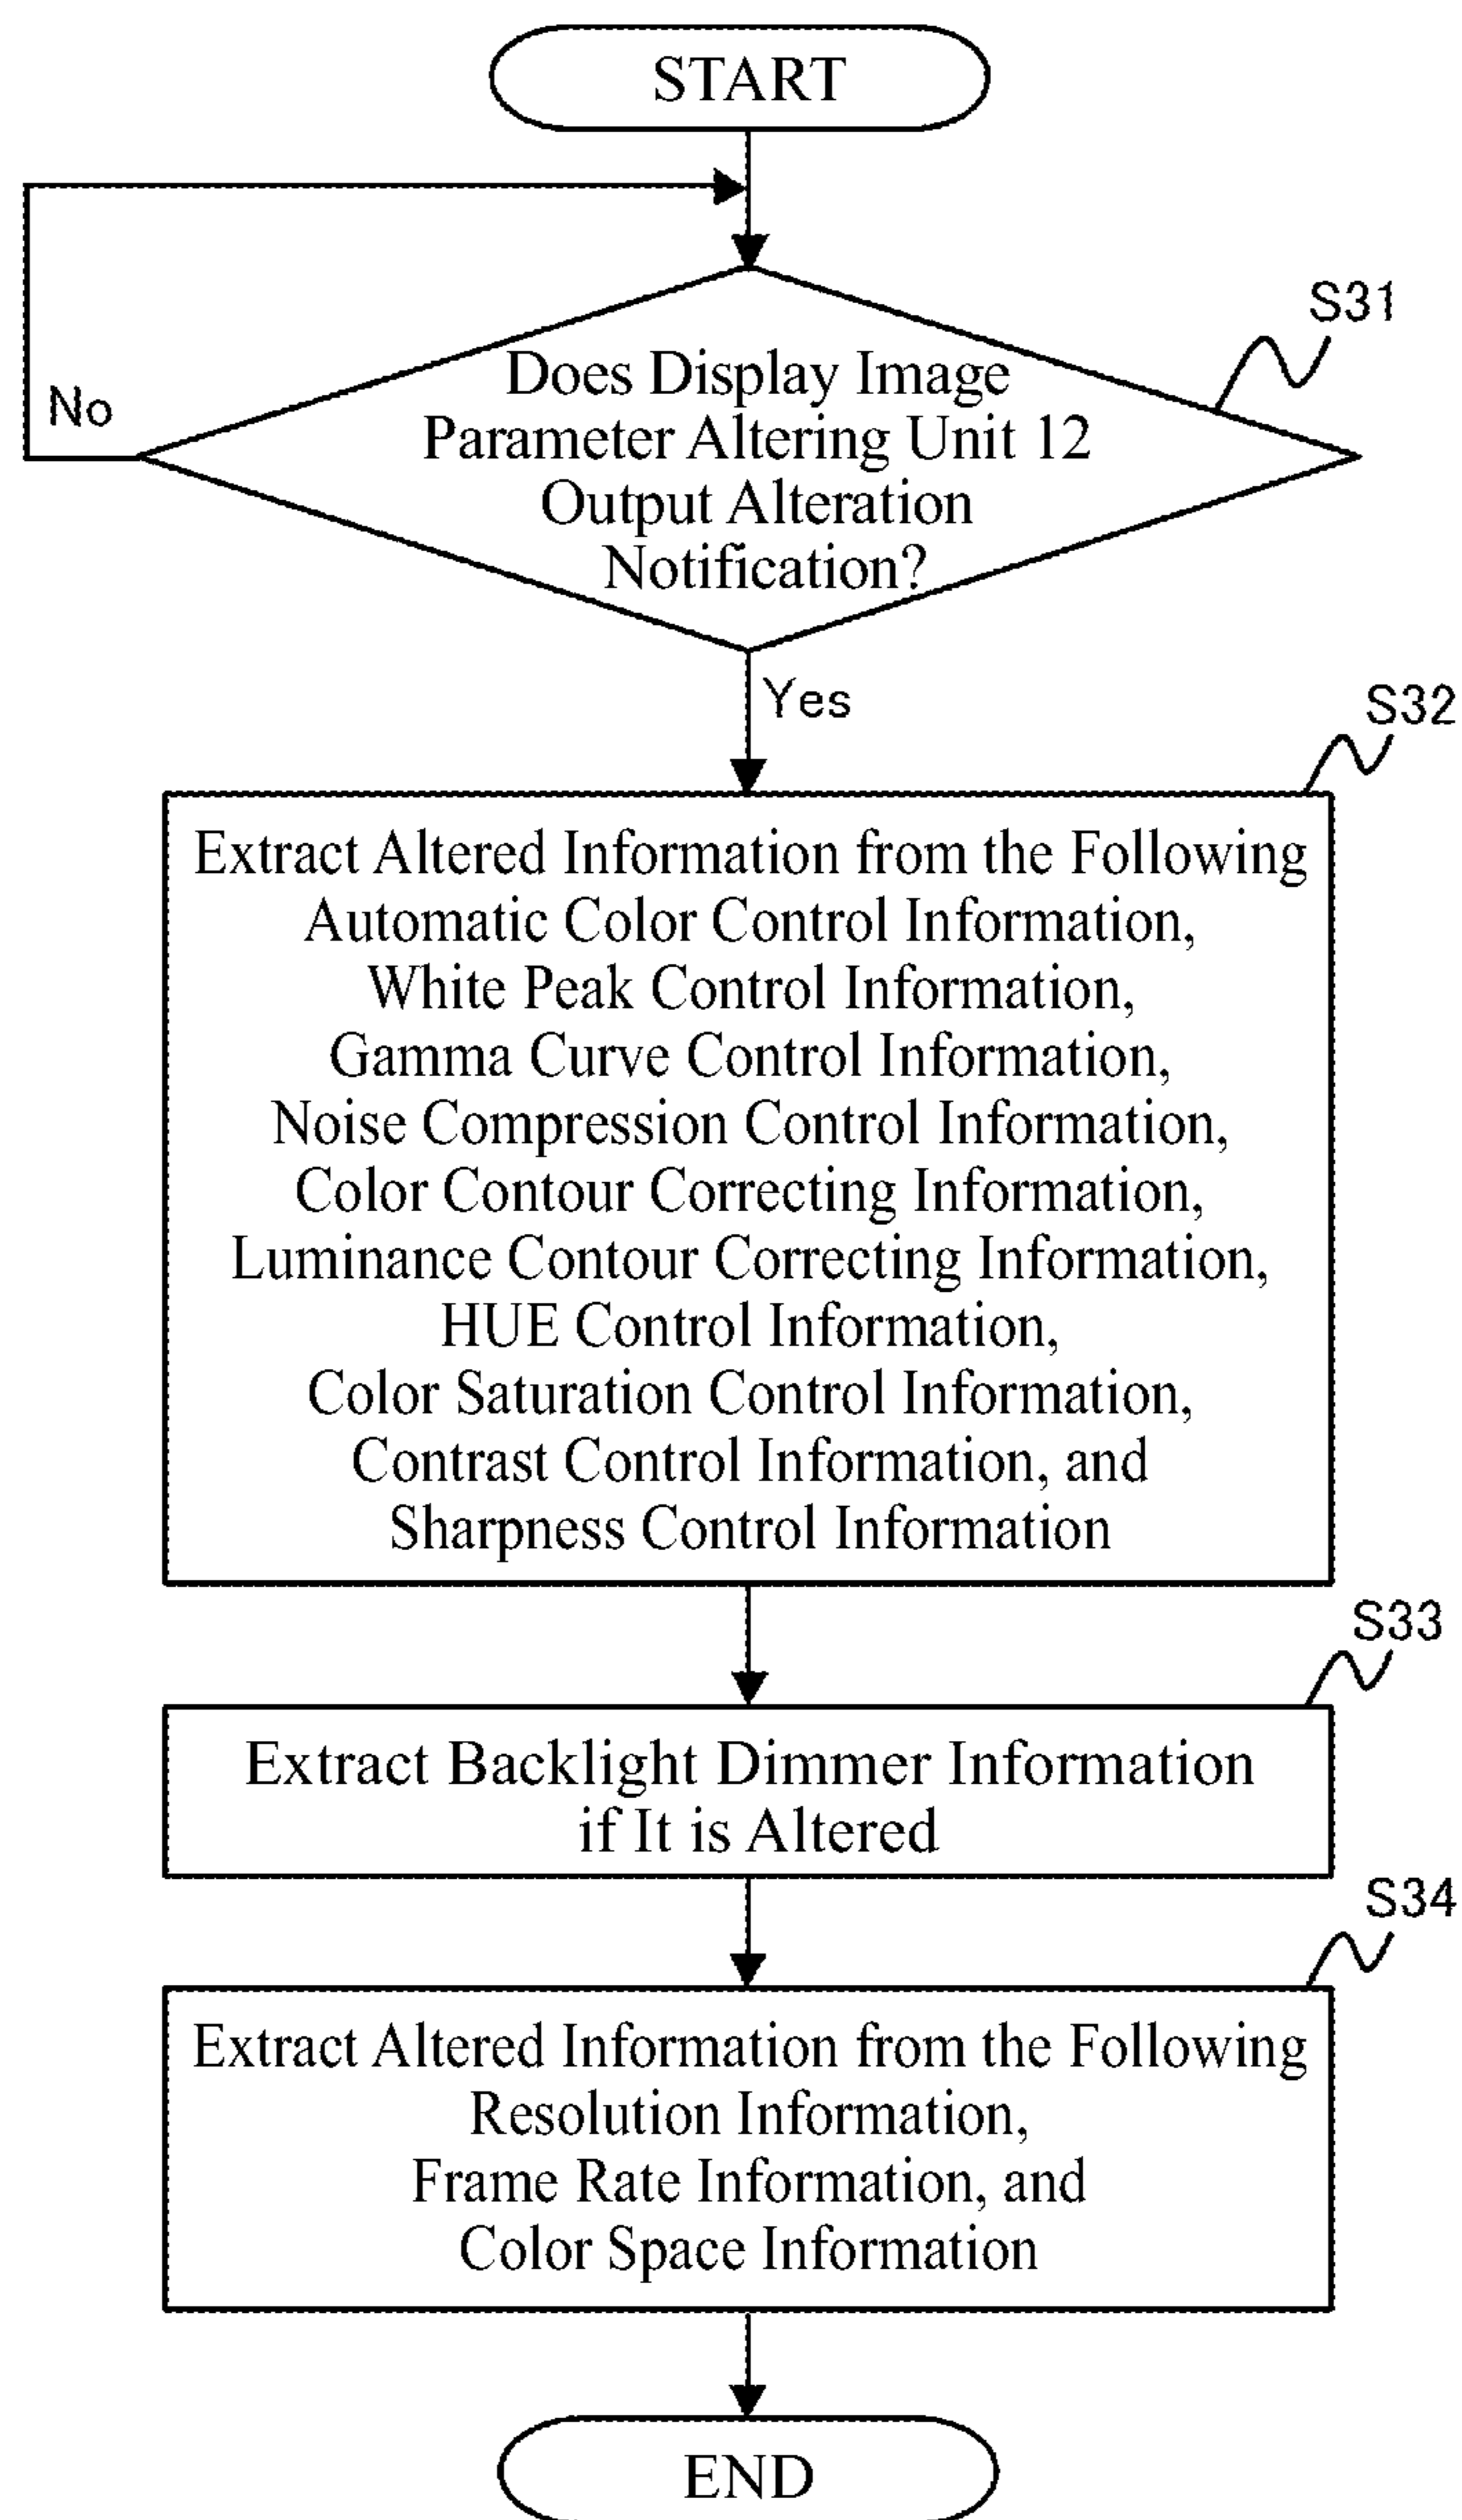 START
S31
Does Display Image
Parameter Altering Unit 12
Output Alteration
Notification?
No
Yes
S32
Extract Altered Information from the Following
Automatic Color Control Information,
White Peak Control Information,
Gamma Curve Control Information,
Noise Compression Control Information,
Color Contour Correcting Information,
Luminance Contour Correcting Information,
HUE Control Information,
Color Saturation Control Information,
Contrast Control Information, and
Sharpness Control Information
S33
Extract Backlight Dimmer Information
if It is Altered
S34
Extract Altered Information from the Following
Resolution Information,
Frame Rate Information, and
Color Space Information
END